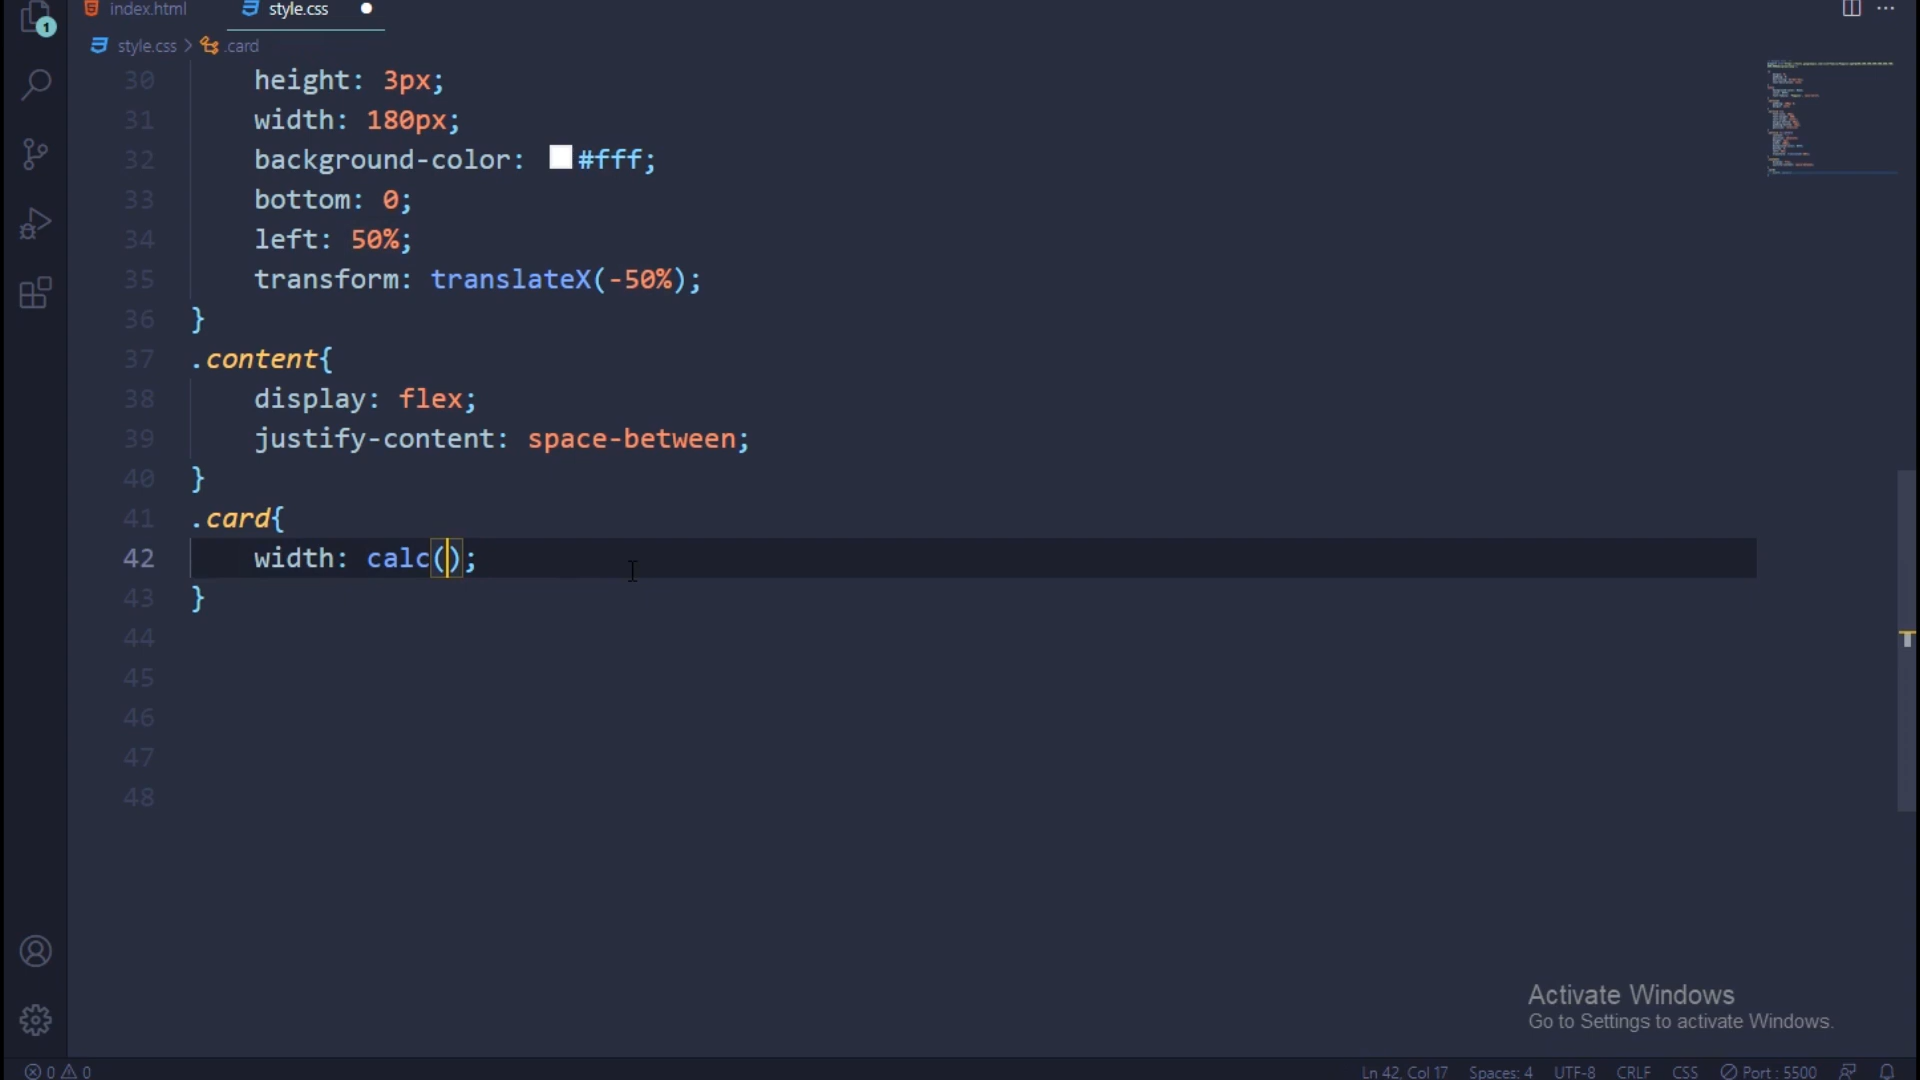 1
index.html
style.css
style.css > .card
30 height: 3px;
31 width: 180px;
32 background-color: #fff;
33 bottom: 0;
34 left: 50%;
35 transform: translateX(-50%);
36 }
37 .content{
38 display: flex;
39 justify-content: space-between;
40 }
41 .card{
42 width: calc();
43 }
44
45
46
47
48
Activate Windows
Go to Settings to activate Windows.
0 0 Ln 42, Col 17 Spaces: 4 UTF-8 CRLF CSS Port : 5500